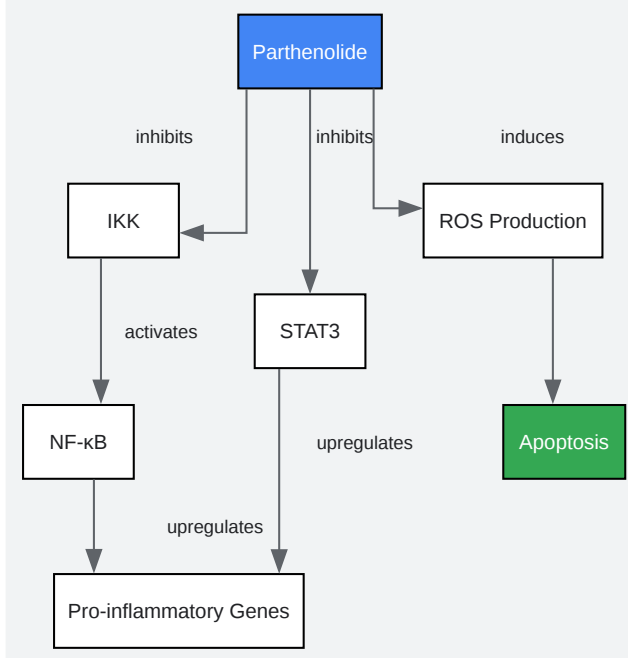 Parthenolide
inhibits
inhibits
induces
IKK
ROS Production
activates
STAT3
NF-κB
upregulates
Apoptosis
upregulates
Pro-inflammatory Genes